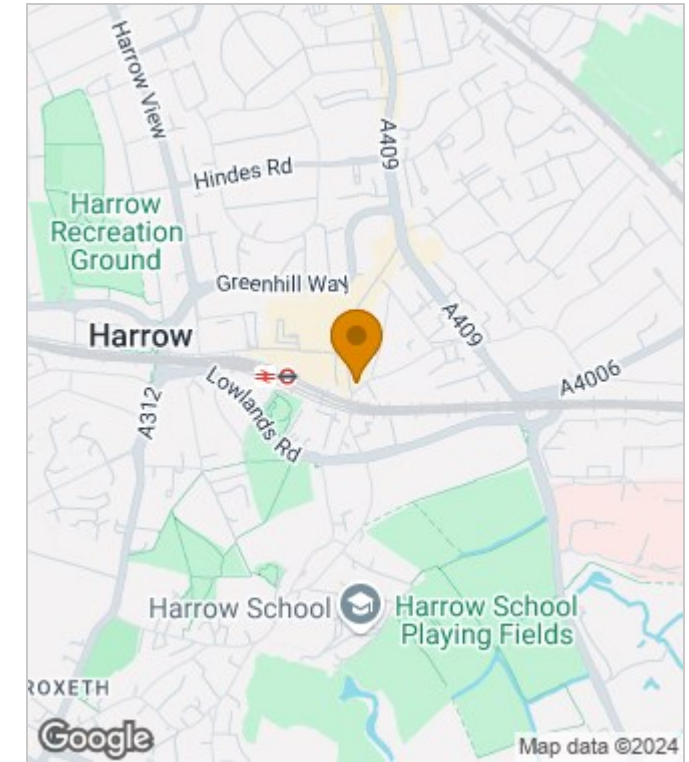 Harrow View
A409
Hindes Rd
Harrow
Recreation
Ground
Greenhill Way
A409
Harrow
A4006
Lowlands Rd
A312
Harrow School
Harrow School
Playing Fields
ROXETH
Google
Map data ©2024